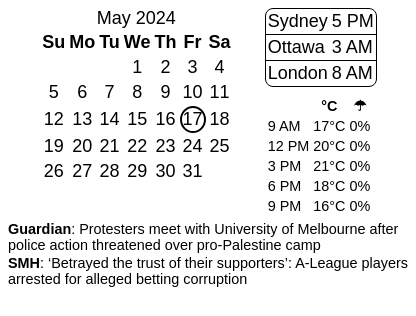 May 2024
Su Mo Tu We Th Fr Sa
1 2 3 4
5 6 7 8 9 10 11
12 13 14 15 16 17 18
19 20 21 22 23 24 25
26 27 28 29 30 31
Sydney 5 PM
Ottawa 3 AM
London 8 AM
°C ☂
9 AM 17°C 0%
12 PM 20°C 0%
3 PM 21°C 0%
6 PM 18°C 0%
9 PM 16°C 0%
Guardian: Protesters meet with University of Melbourne after
police action threatened over pro-Palestine camp
SMH: ‘Betrayed the trust of their supporters’: A-League players
arrested for alleged betting corruption